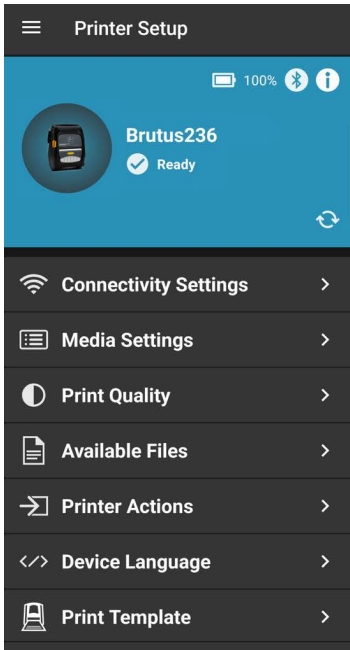 Printer Setup
100%
Brutus236
Ready
Connectivity Settings
Media Settings
Print Quality
Available Files
Printer Actions
Device Language
Print Template